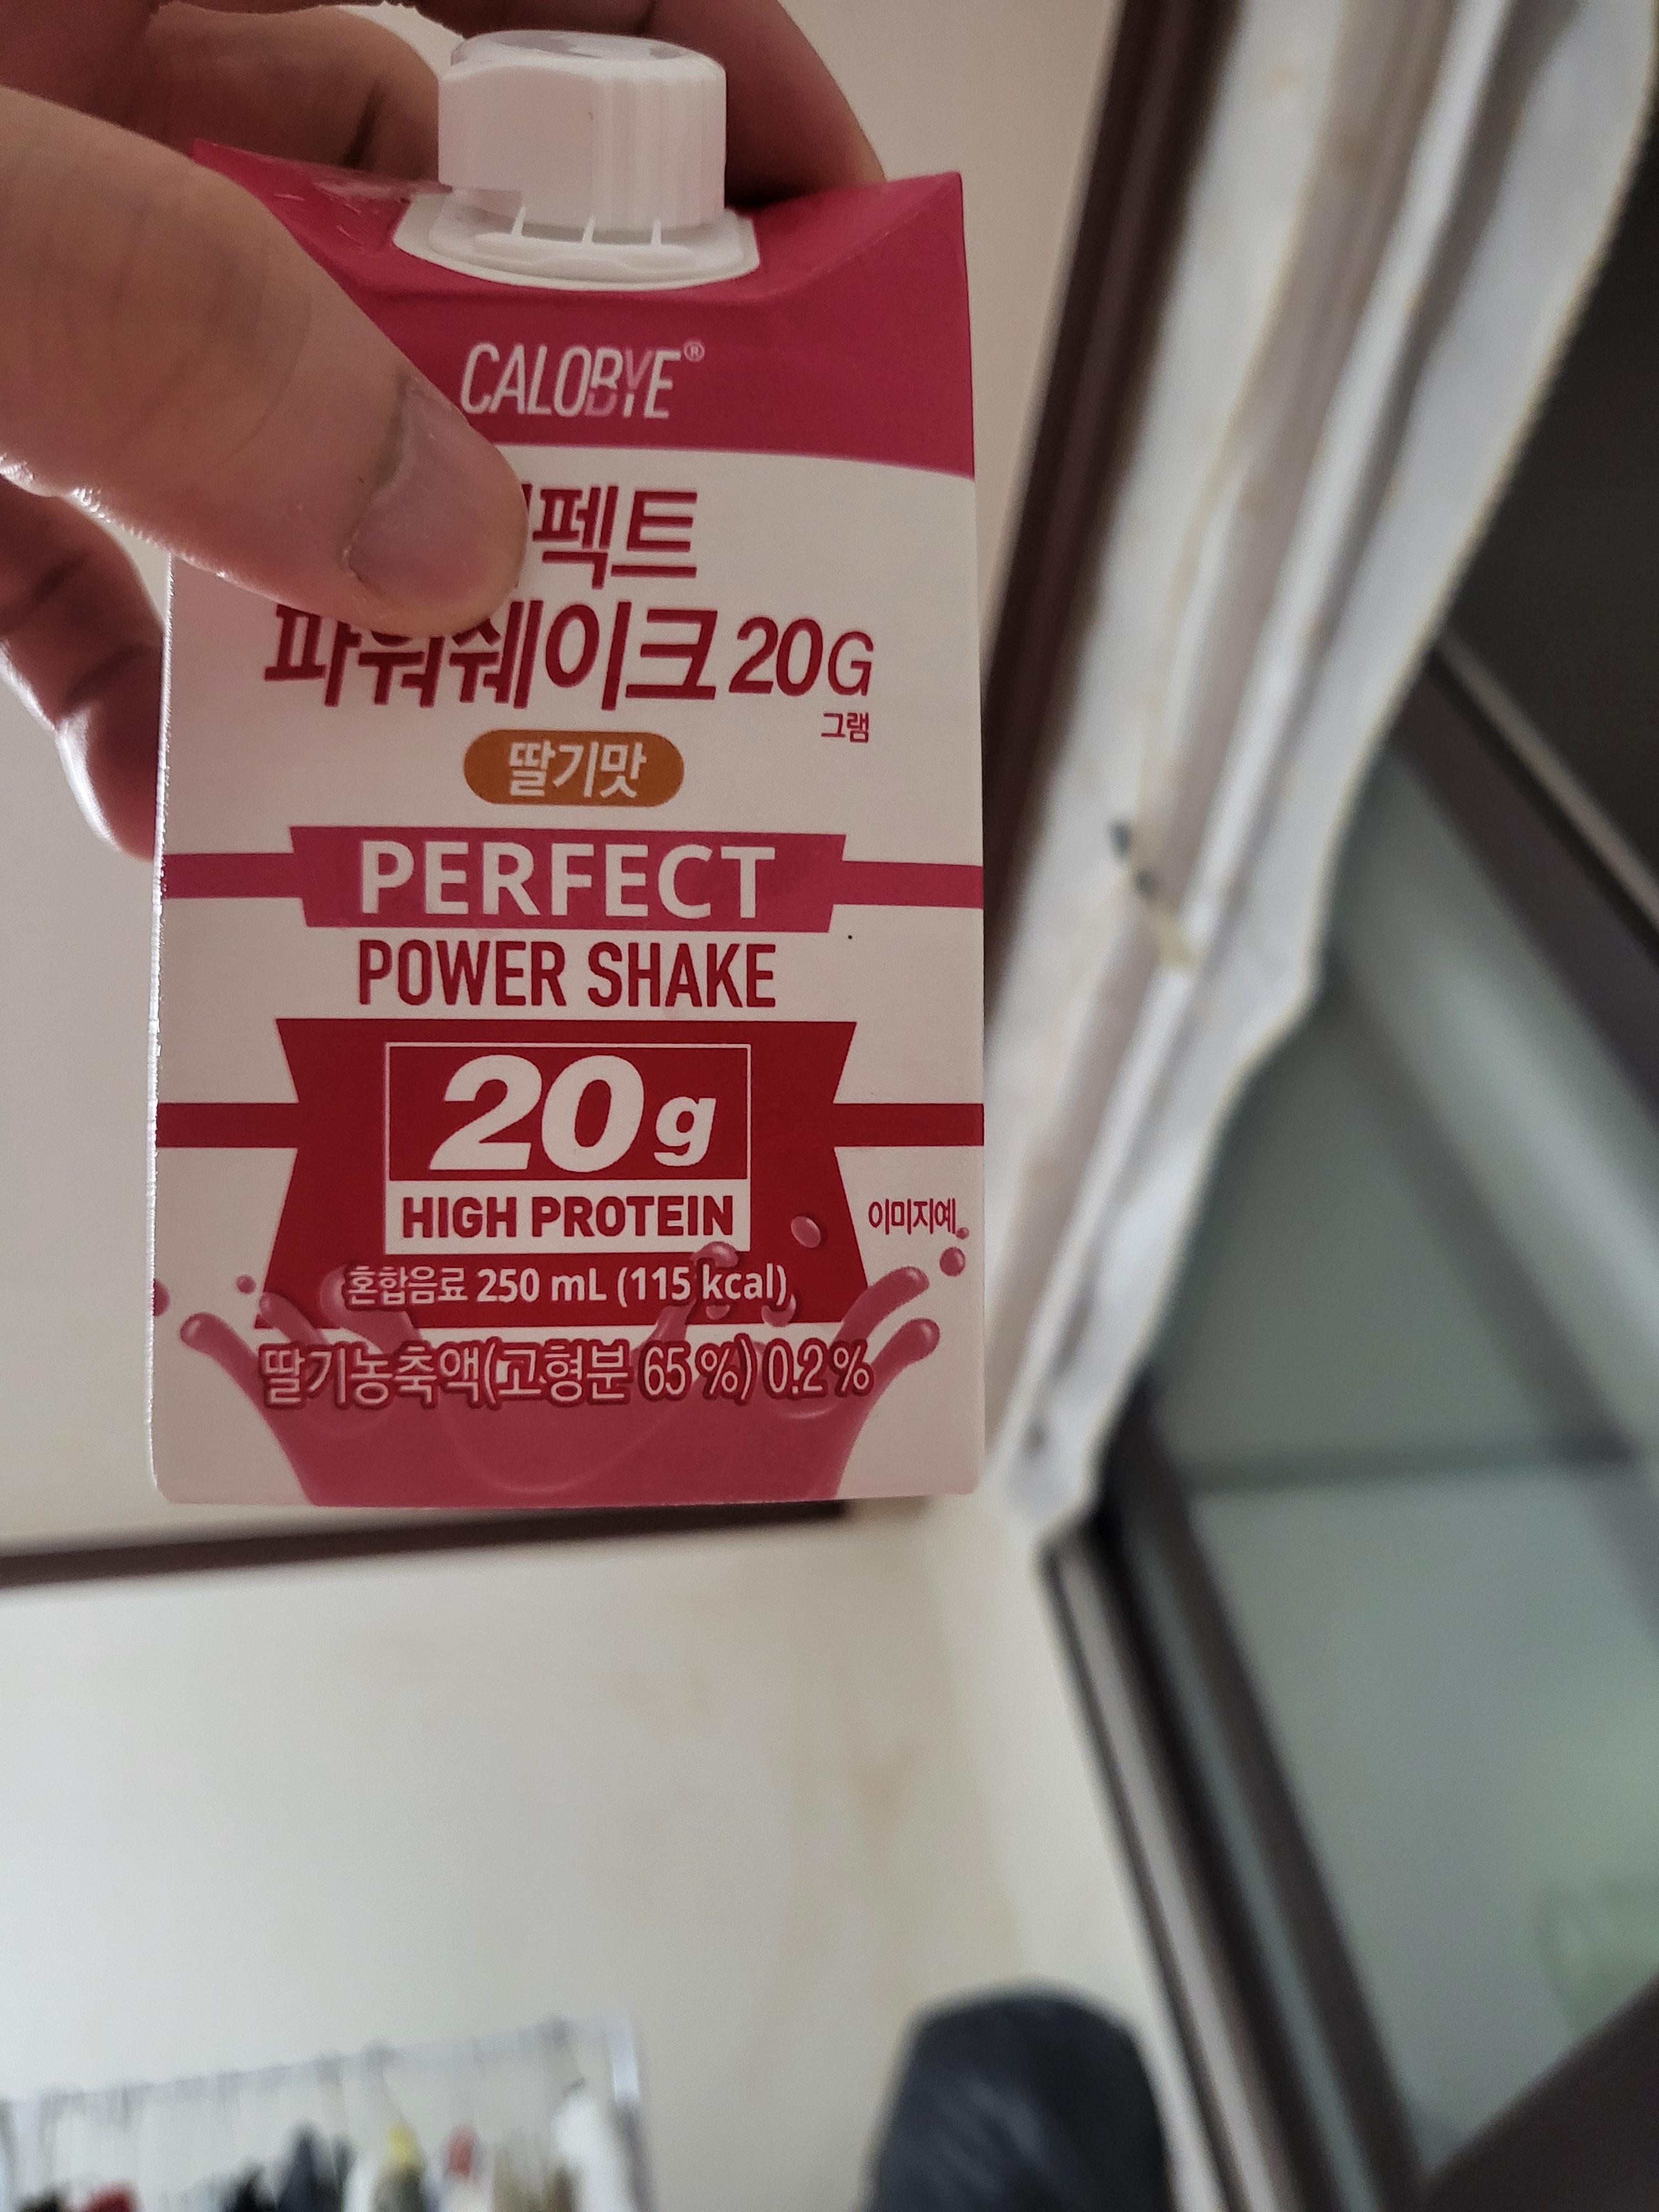 CALOBYE®
펙트
파워쉐이크 20G
그램
딸기맛
PERFECT
POWER SHAKE
20g
HIGH PROTEIN
이미지예
혼합음료 250 mL (115 kcal)
딸기농축액(고형분 65%) 0.2%